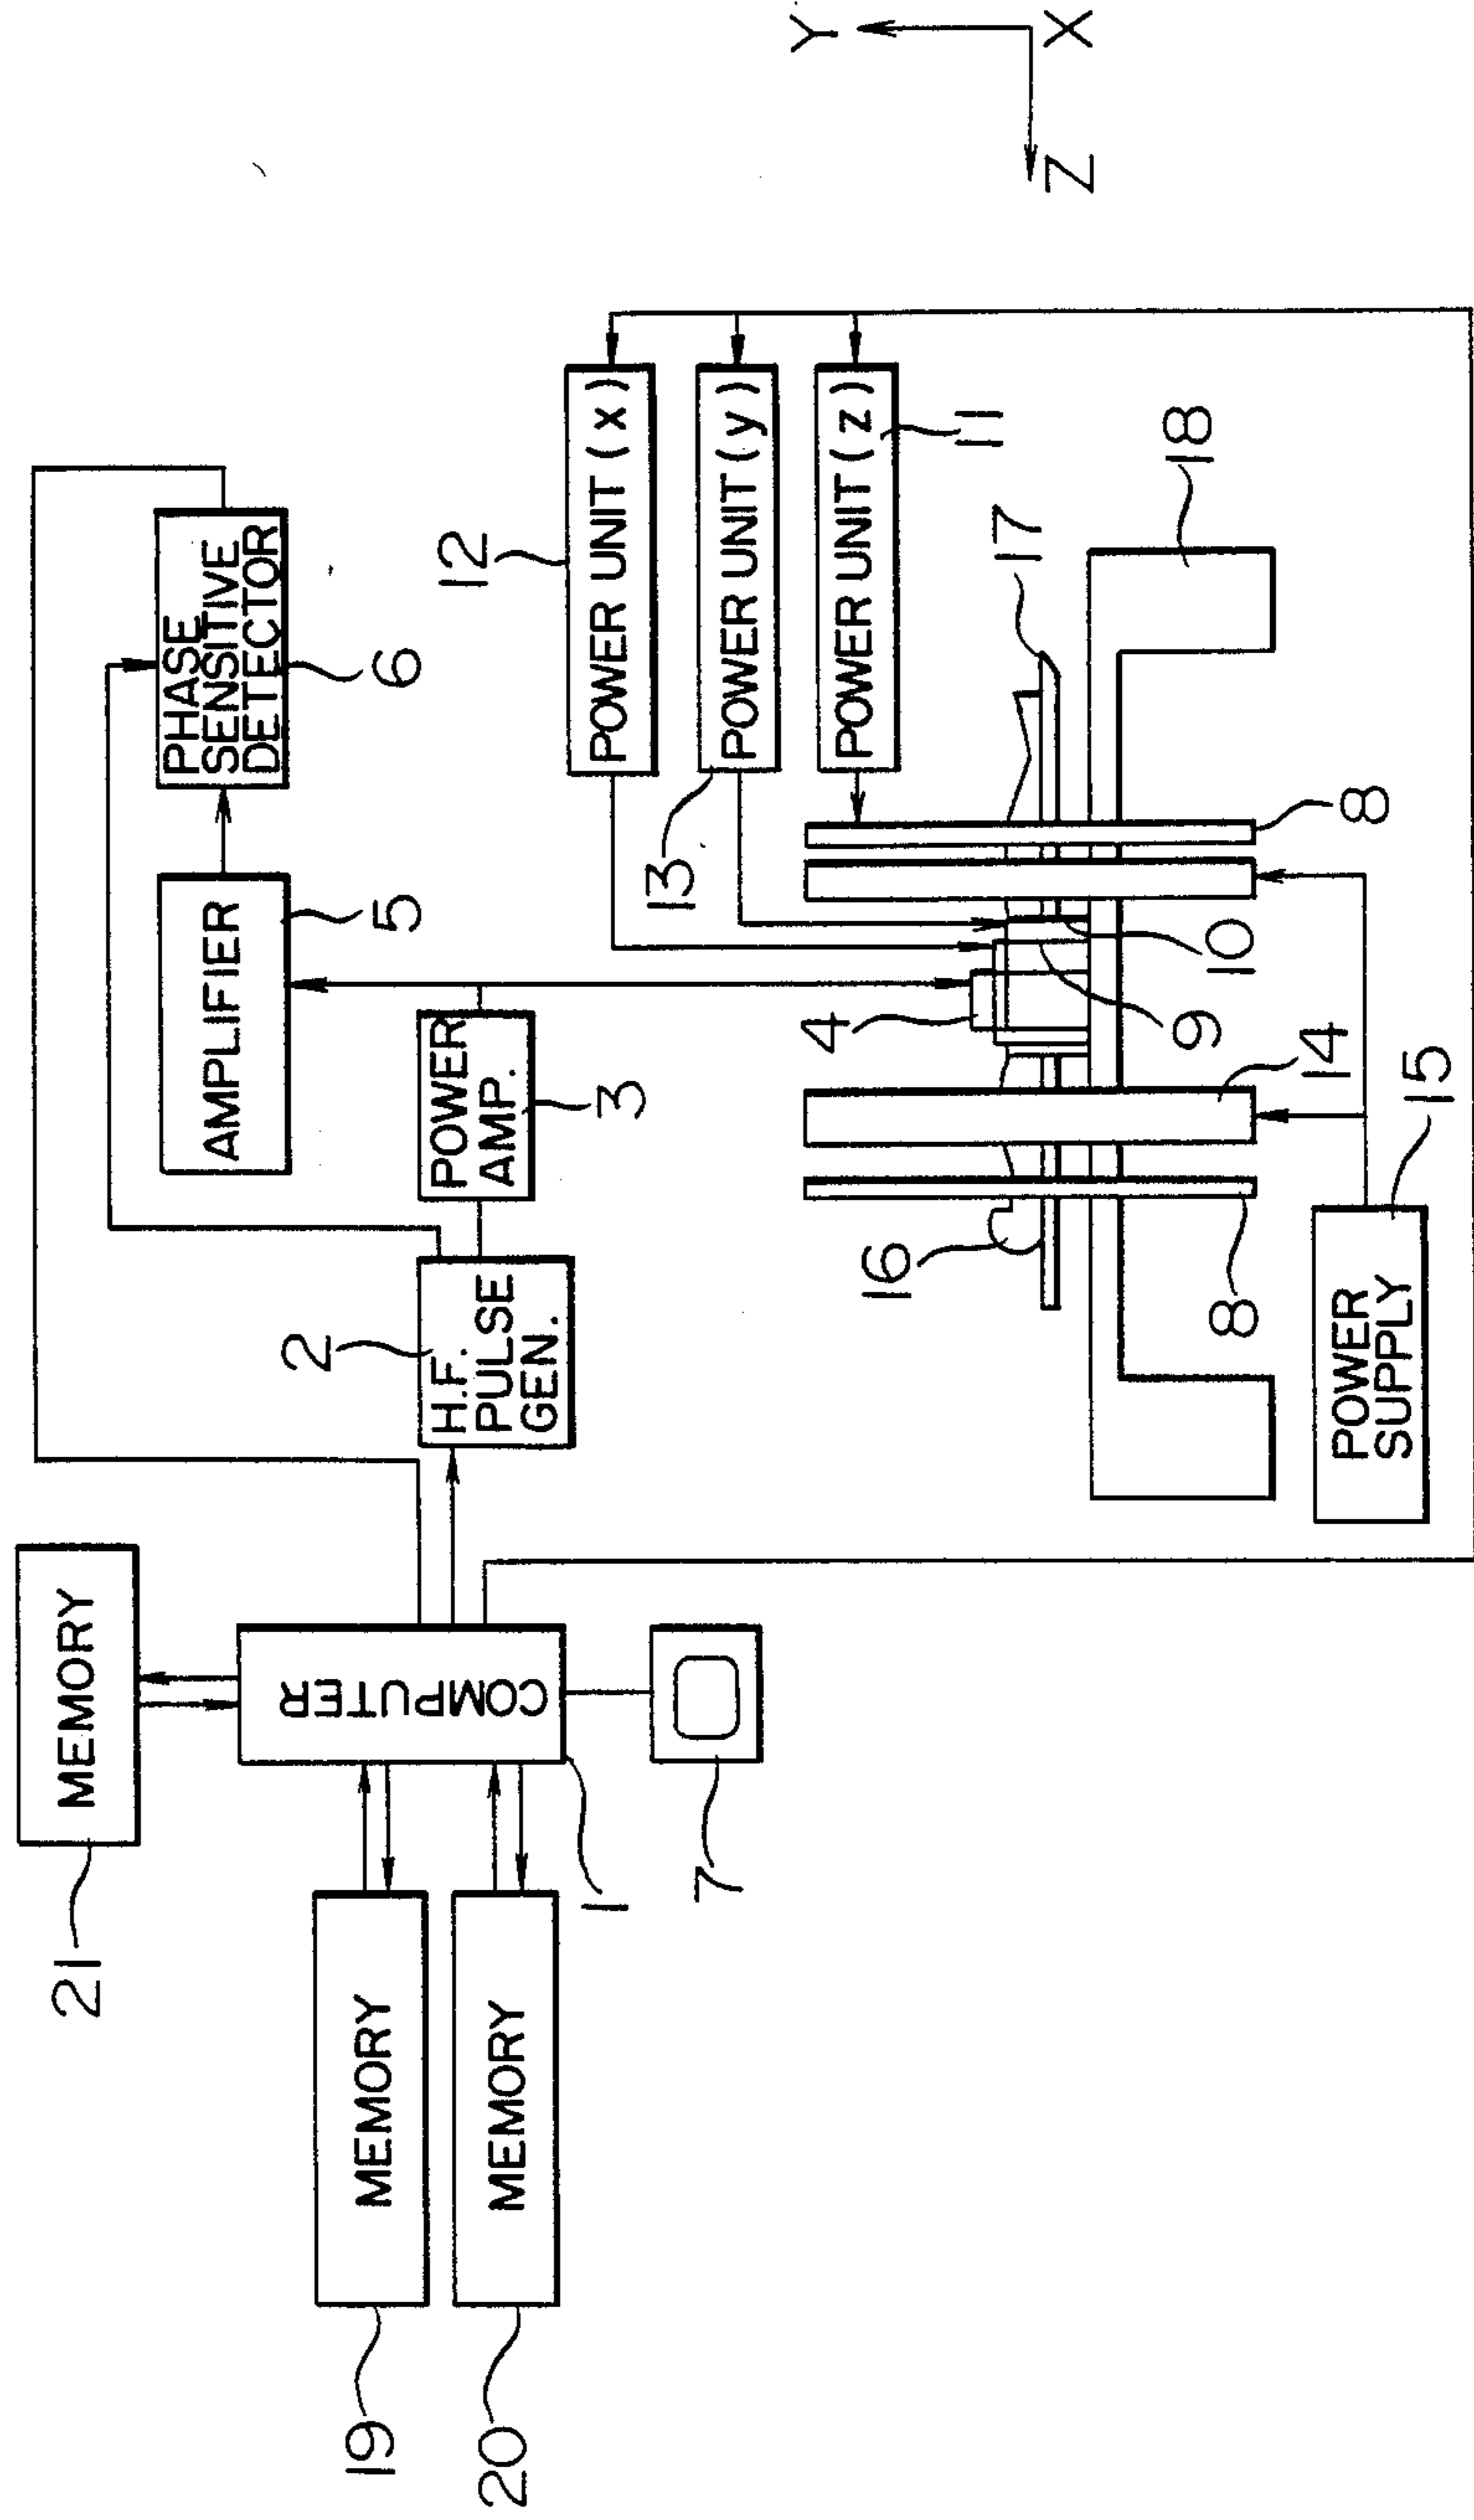 21
MEMORY
19
MEMORY
20
MEMORY
COMPUTER
1
7
2
H.F.
PULSE
GEN.
POWER
AMP.
3
AMPLIFIER
5
PHASE
SENSITIVE
DETECTOR
6
12
POWER UNIT (x)
13
POWER UNIT (y)
POWER UNIT (z)
11
16
4
17
18
8
10
9
14
8
15
POWER
SUPPLY
Y
Z
X